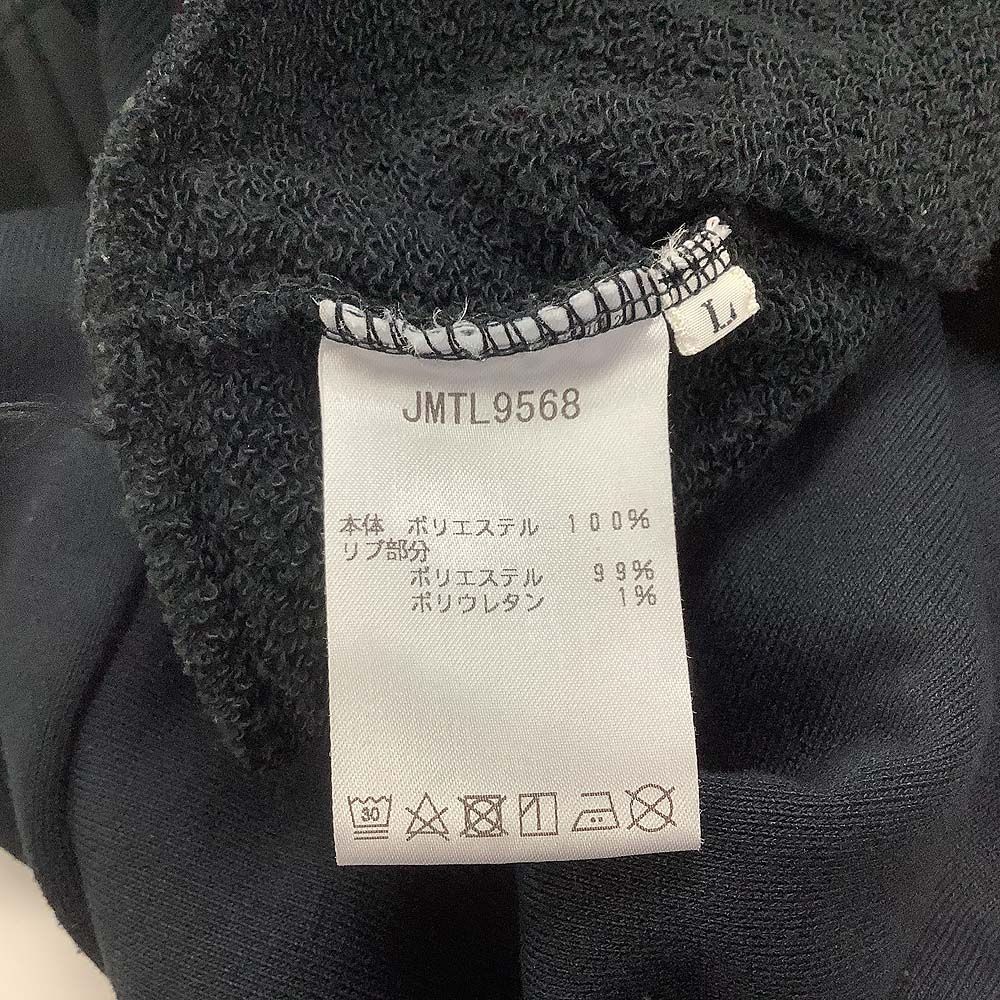 L
JMTL9568
本体 ポリエステル 100%
リブ部分
ポリエステル 99%
ポリウレタン 1%
30